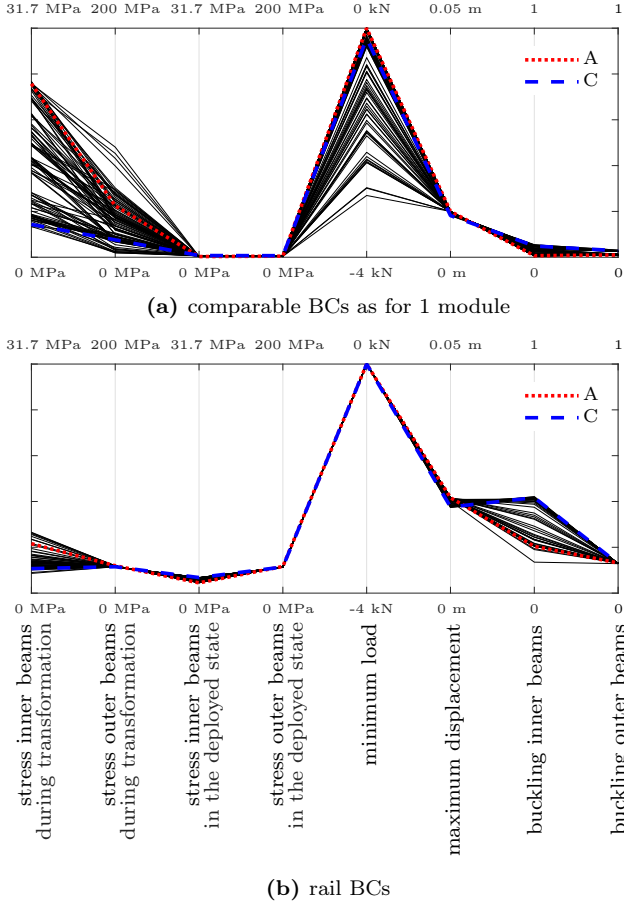 31.7 MPa 200 MPa 31.7 MPa 200 MPa 0 kN 0.05 m 1 1
A
C
0 MPa 0 MPa 0 MPa 0 MPa -4 kN 0 m 0 0
(a) comparable BCs as for 1 module
31.7 MPa 200 MPa 31.7 MPa 200 MPa 0 kN 0.05 m 1 1
A
C
0 MPa 0 MPa 0 MPa 0 MPa -4 kN 0 m 0 0
stress inner beams
during transformation
stress outer beams
during transformation
stress inner beams
in the deployed state
stress outer beams
in the deployed state
minimum load
maximum displacement
buckling inner beams
buckling outer beams
(b) rail BCs